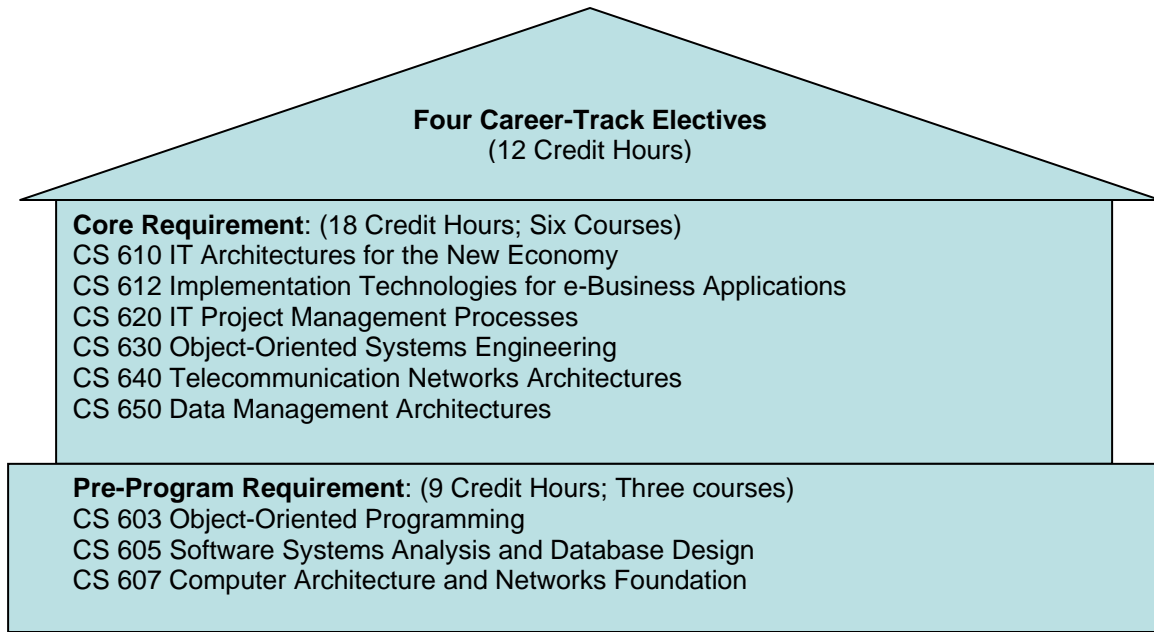 Four Career-Track Electives
(12 Credit Hours)
Core Requirement: (18 Credit Hours; Six Courses)
CS 610 IT Architectures for the New Economy
CS 612 Implementation Technologies for e-Business Applications
CS 620 IT Project Management Processes
CS 630 Object-Oriented Systems Engineering
CS 640 Telecommunication Networks Architectures
CS 650 Data Management Architectures
Pre-Program Requirement: (9 Credit Hours; Three courses)
CS 603 Object-Oriented Programming
CS 605 Software Systems Analysis and Database Design
CS 607 Computer Architecture and Networks Foundation